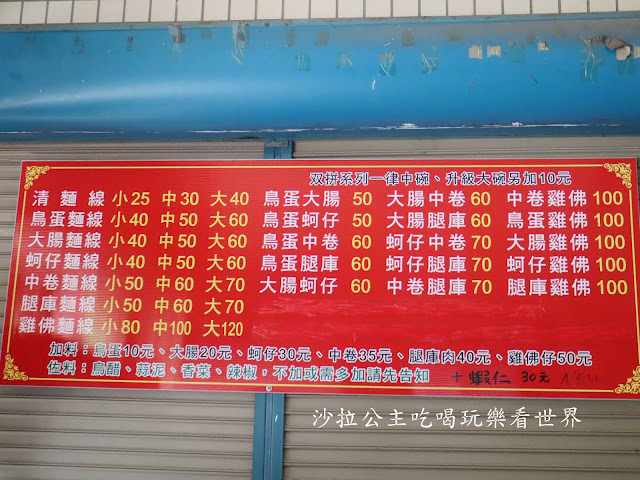 双拼系列一律中碗、升級大碗另加10元
清麵線 小25 中30 大40 鳥蛋大腸 50 大腸中卷 60 中卷雞佛 100
鳥蛋麵線 小40 中50 大60 鳥蛋蚵仔 50 大腸腿庫 60 鳥蛋雞佛 100
大腸麵線 小40 中50 大60 鳥蛋中卷 60 蚵仔中卷 70 大腸雞佛 100
蚵仔麵線 小40 中50 大60 鳥蛋腿庫 60 蚵仔腿庫 70 蚵仔雞佛 100
中卷麵線 小50 中60 大70 大腸蚵仔 60 中卷腿庫 70 腿庫雞佛 100
腿庫麵線 小50 中60 大70
雞佛麵線 小80 中100 大120
加料：鳥蛋10元、大腸20元、蚵仔30元、中卷35元、腿庫肉40元、雞佛仔50元
佐料：烏醋、蒜泥、香菜、辣椒，不加或需多加請先告知 + 蝦仁 30元
沙拉公主吃喝玩樂看世界